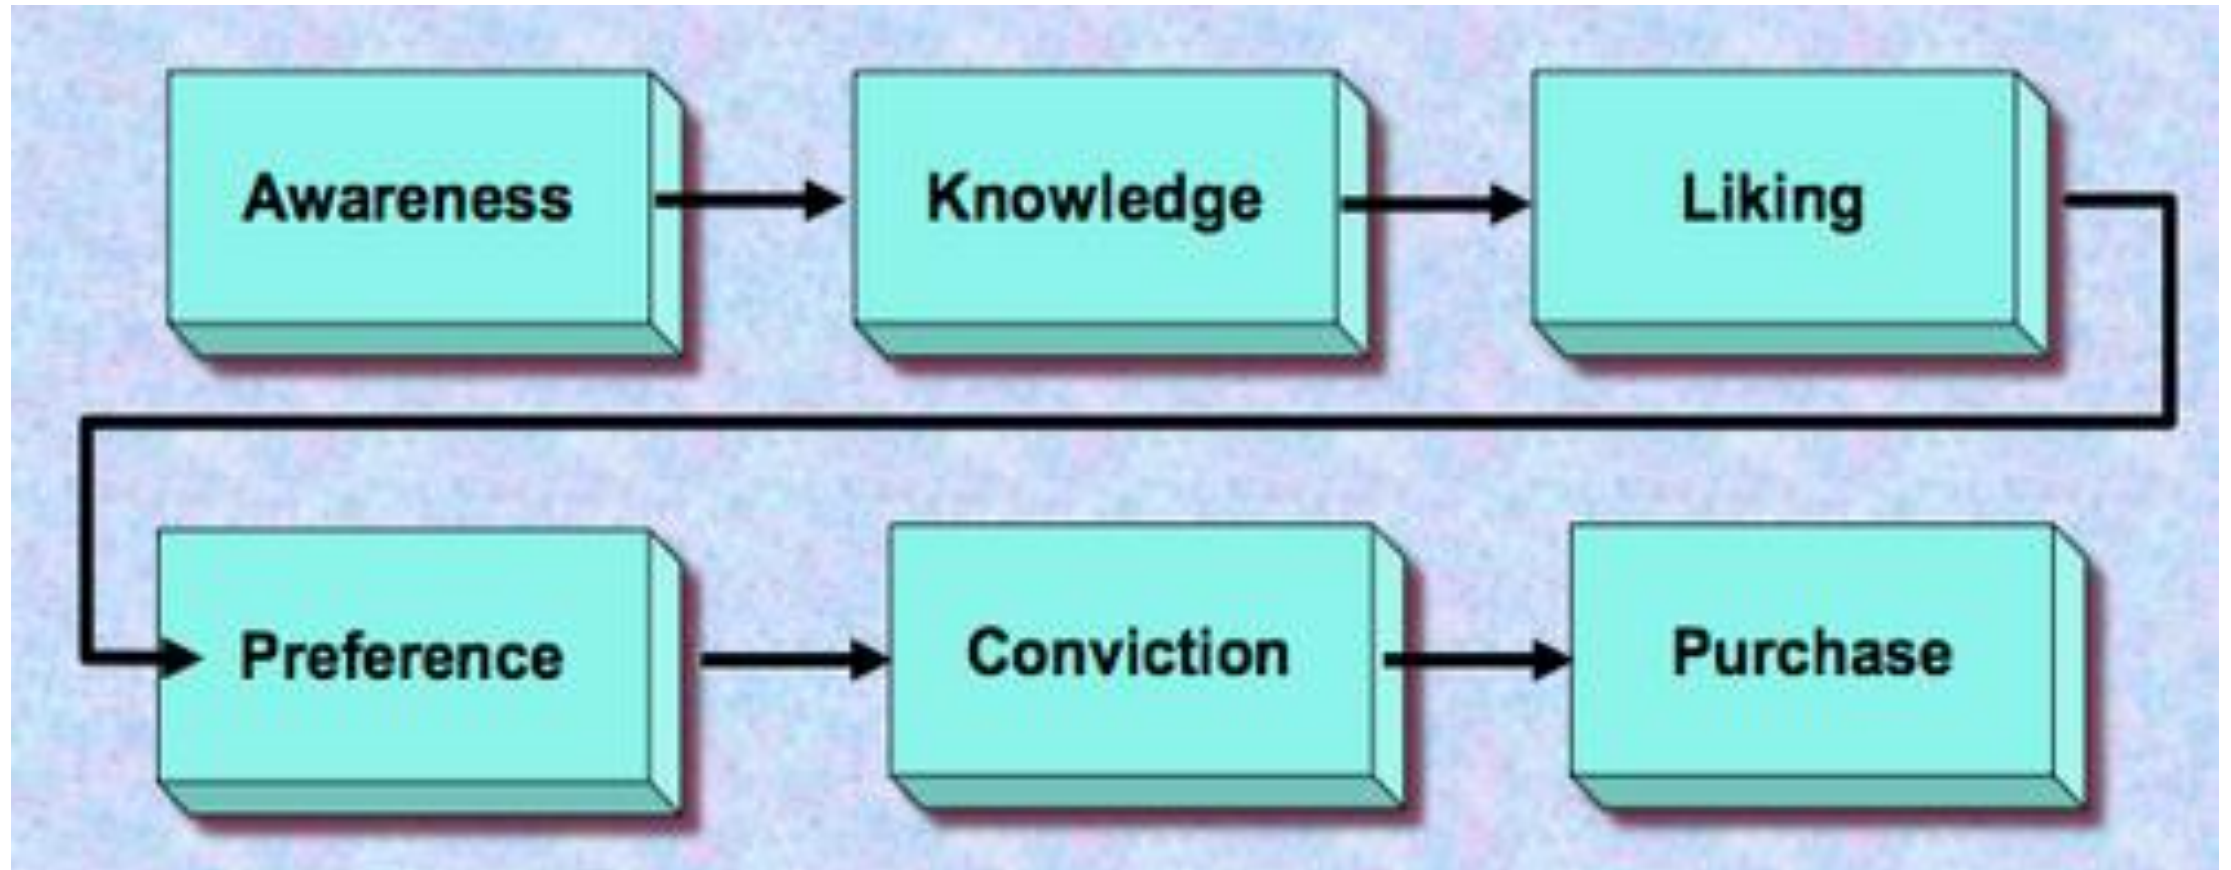 Awareness
Knowledge
Liking
Preference
Conviction
Purchase